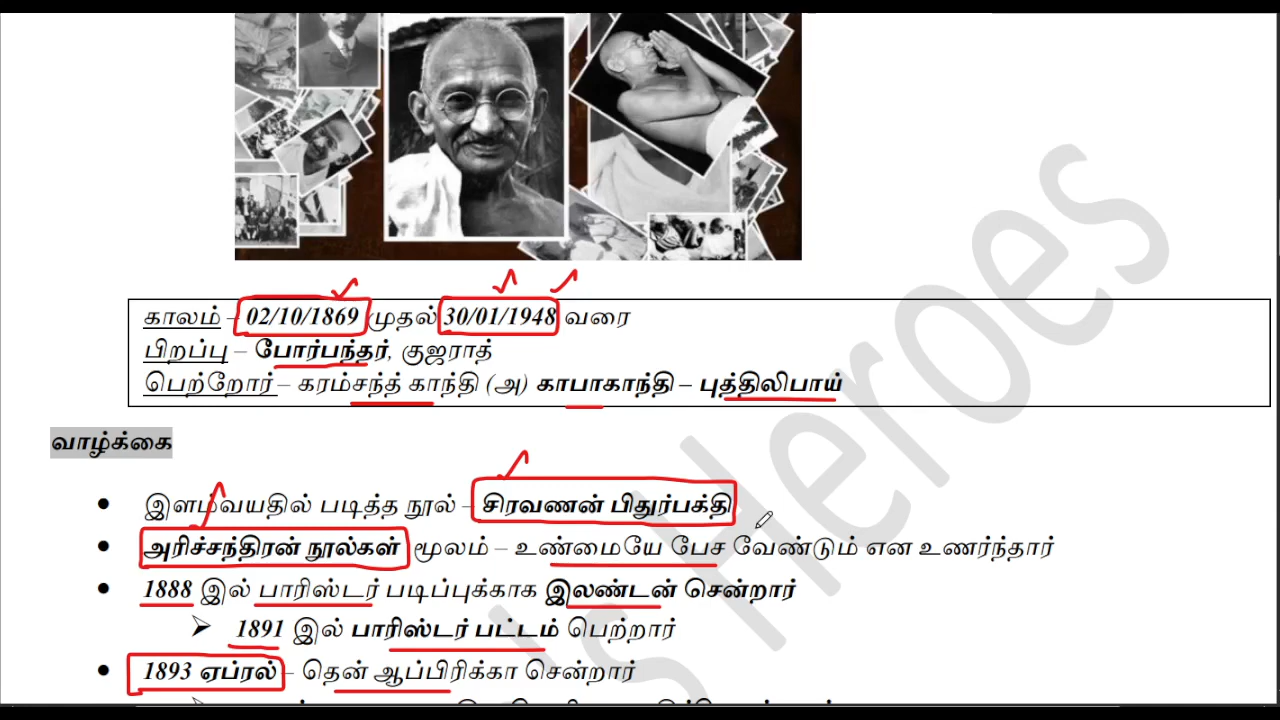 காலம் – 02/10/1869 முதல் 30/01/1948 வரை
பிறப்பு – போர்பந்தர், குஜராத்
பெற்றோர் – கரம்சந்த் காந்தி (அ) காபாகாந்தி – புத்திலிபாய்
வாழ்க்கை
• இளம்வயதில் படித்த நூல் – சிரவணன் பிதுர்பக்தி
• அரிச்சந்திரன் நூல்கள் மூலம் – உண்மையே பேச வேண்டும் என உணர்ந்தார்
• 1888 இல் பாரிஸ்டர் படிப்புக்காக இலண்டன் சென்றார்
➢ 1891 இல் பாரிஸ்டர் பட்டம் பெற்றார்
• 1893 ஏப்ரல் – தென் ஆப்பிரிக்கா சென்றார்
's Heroes